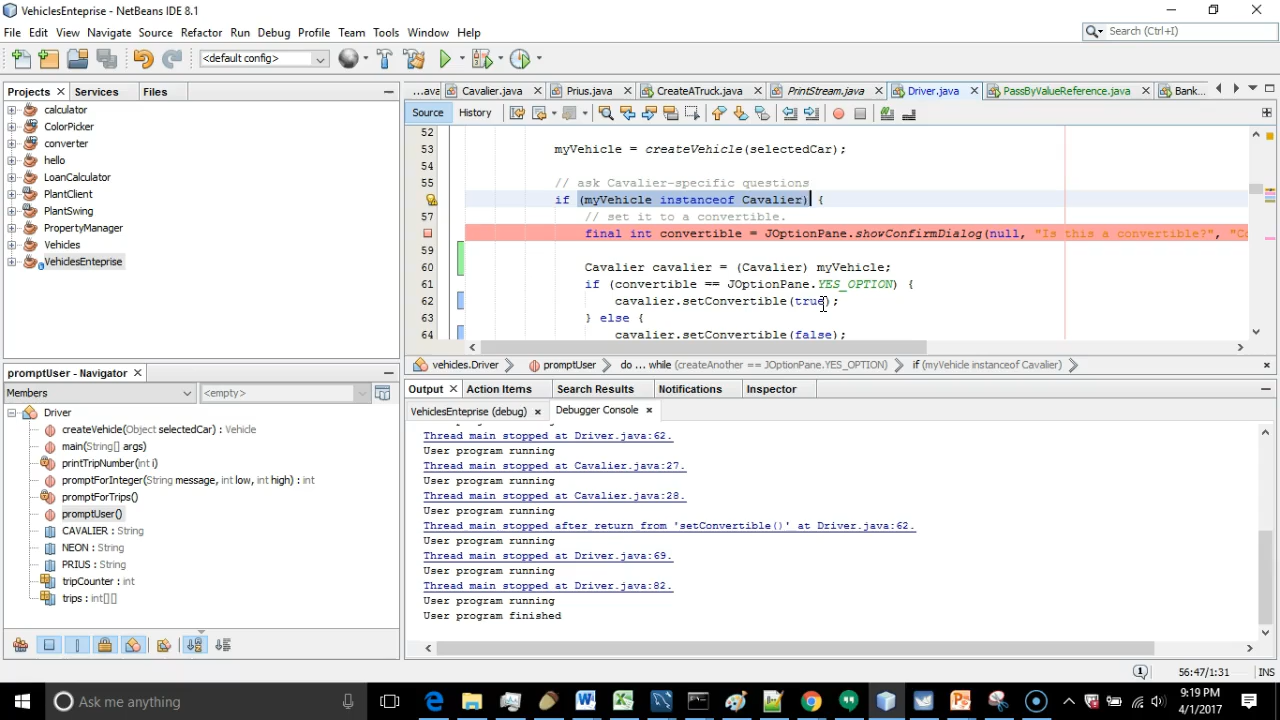 VehiclesEnteprise - NetBeans IDE 8.1
File Edit View Navigate Source Refactor Run Debug Profile Team Tools Window Help
Search (Ctrl+I)
<default config>
Projects Services Files
calculator
ColorPicker
converter
hello
LoanCalculator
PlantClient
PlantSwing
PropertyManager
Vehicles
VehiclesEnteprise
...ava Cavalier.java Prius.java CreateATruck.java PrintStream.java Driver.java PassByValueReference.java Bank...
Source History
52
53 myVehicle = createVehicle(selectedCar);
54
55 // ask Cavalier-specific questions
if (myVehicle instanceof Cavalier) {
57 // set it to a convertible.
final int convertible = JOptionPane.showConfirmDialog(null, "Is this a convertible?", "Co
59
60 Cavalier cavalier = (Cavalier) myVehicle;
61 if (convertible == JOptionPane.YES_OPTION) {
62 cavalier.setConvertible(true);
63 } else {
64 cavalier.setConvertible(false);
vehicles.Driver promptUser do ... while (createAnother == JOptionPane.YES_OPTION) if (myVehicle instanceof Cavalier)
promptUser - Navigator
Members <empty>
Driver
createVehicle(Object selectedCar) : Vehicle
main(String[] args)
printTripNumber(int i)
promptForInteger(String message, int low, int high) : int
promptForTrips()
promptUser()
CAVALIER : String
NEON : String
PRIUS : String
tripCounter : int
trips : int[][]
Output Action Items Search Results Notifications Inspector
VehiclesEnteprise (debug) Debugger Console
Thread main stopped at Driver.java:62.
User program running
Thread main stopped at Cavalier.java:27.
User program running
Thread main stopped at Cavalier.java:28.
User program running
Thread main stopped after return from 'setConvertible()' at Driver.java:62.
User program running
Thread main stopped at Driver.java:69.
User program running
Thread main stopped at Driver.java:82.
User program running
User program finished
56:47/1:31 INS
Ask me anything
9:19 PM
4/1/2017